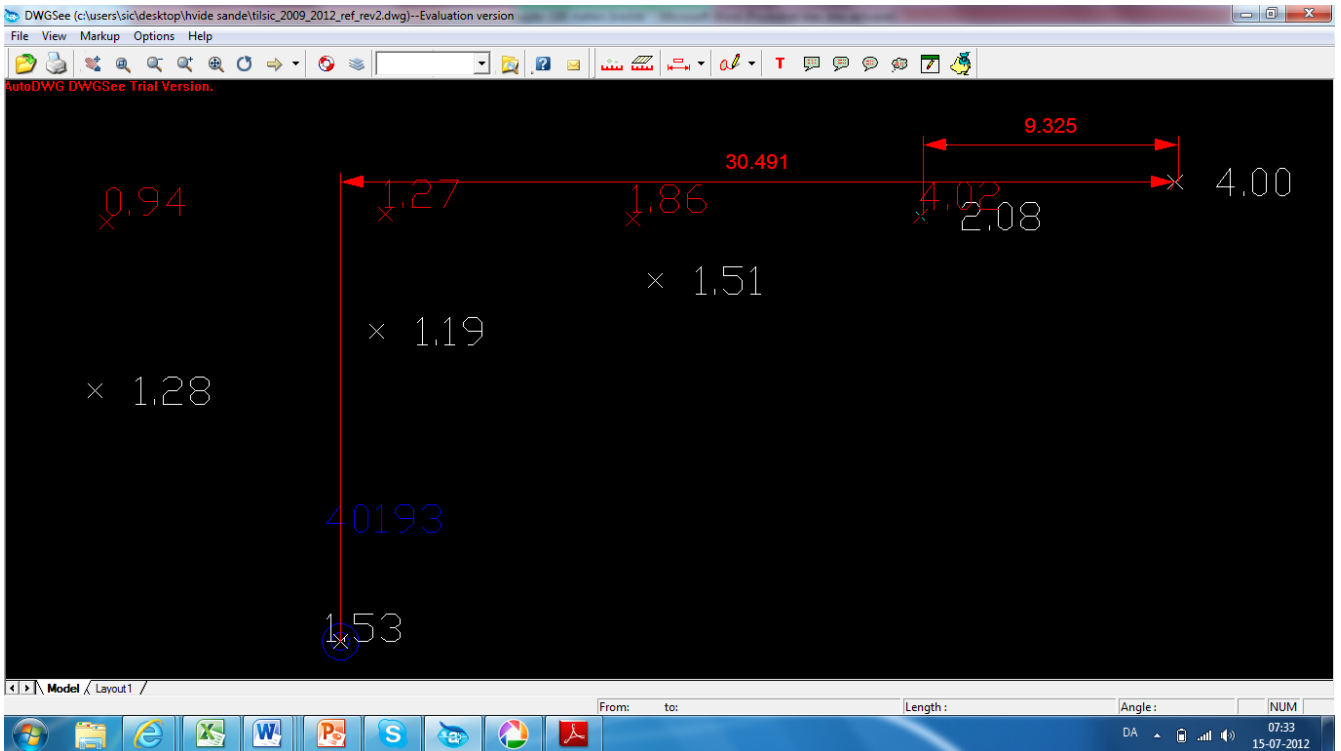 DWGSee (c:\users\sic\desktop\hvide sande\tilsic_2009_2012_ref_rev2.dwg)--Evaluation version
File View Markup Options Help
AutoDWG DWGSee Trial Version.
9.325
30.491
4.00
0.94
1.27
1.86
4.02
2.08
1.51
1.19
1.28
40193
1.53
Model / Layout1 /
From: to: Length : Angle : NUM
DA 07:33
15-07-2012